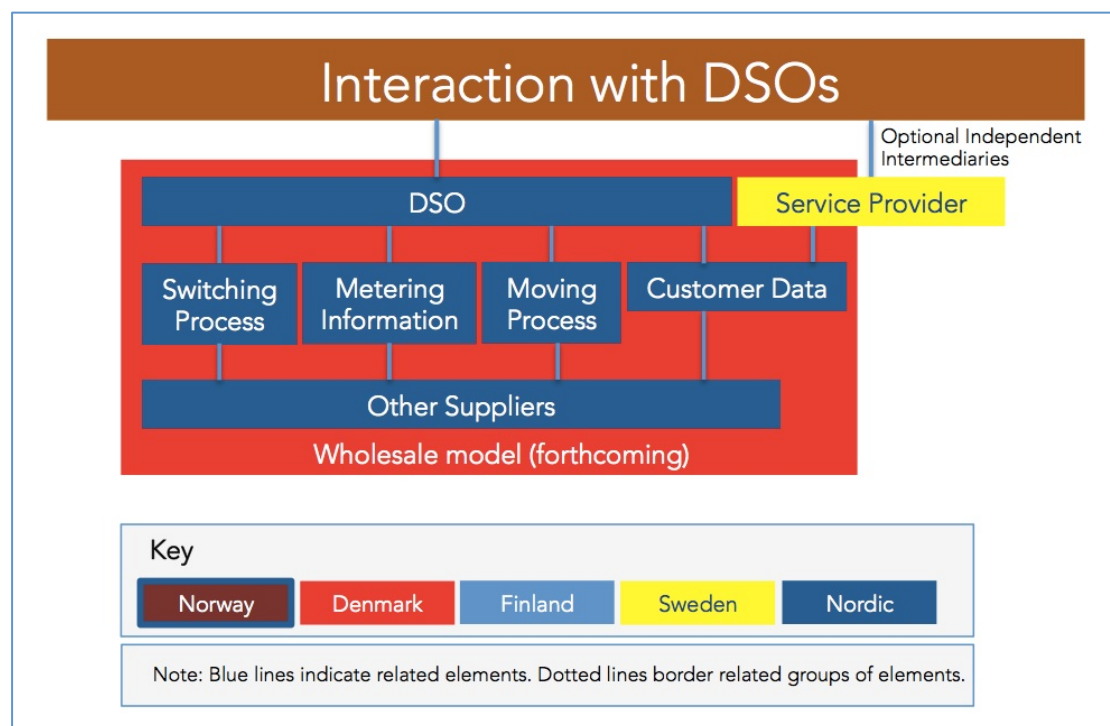 Interaction with DSOs
Optional Independent
Intermediaries
DSO
Service Provider
Switching
Process
Metering
Information
Moving
Process
Customer Data
Other Suppliers
Wholesale model (forthcoming)
Key
Norway
Denmark
Finland
Sweden
Nordic
Note: Blue lines indicate related elements. Dotted lines border related groups of elements.